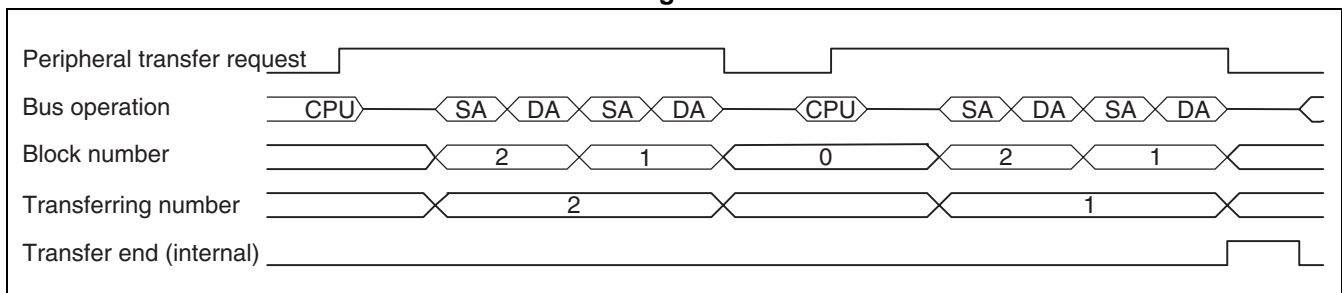 Peripheral transfer request
Bus operation CPU SA DA SA DA CPU SA DA SA DA
Block number 2 1 0 2 1
Transferring number 2 1
Transfer end (internal)